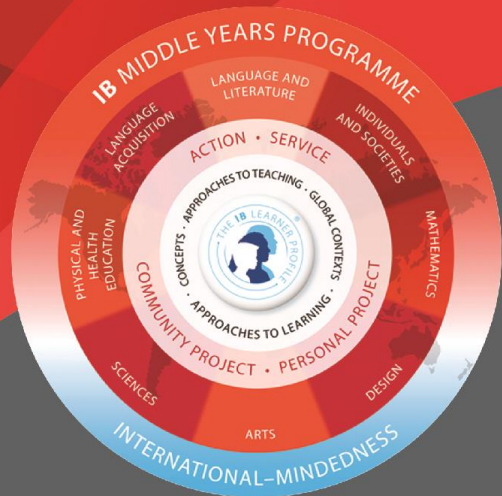 IB MIDDLE YEARS PROGRAMME
LANGUAGE AND
LITERATURE
LANGUAGE
ACQUISITION
INDIVIDUALS
AND SOCIETIES
PHYSICAL AND
HEALTH
EDUCATION
MATHEMATICS
SCIENCES
DESIGN
ARTS
ACTION • SERVICE
COMMUNITY PROJECT • PERSONAL PROJECT
• CONCEPTS • APPROACHES TO TEACHING • GLOBAL CONTEXTS •
APPROACHES TO LEARNING
THE IB LEARNER PROFILE
®
INTERNATIONAL–MINDEDNESS